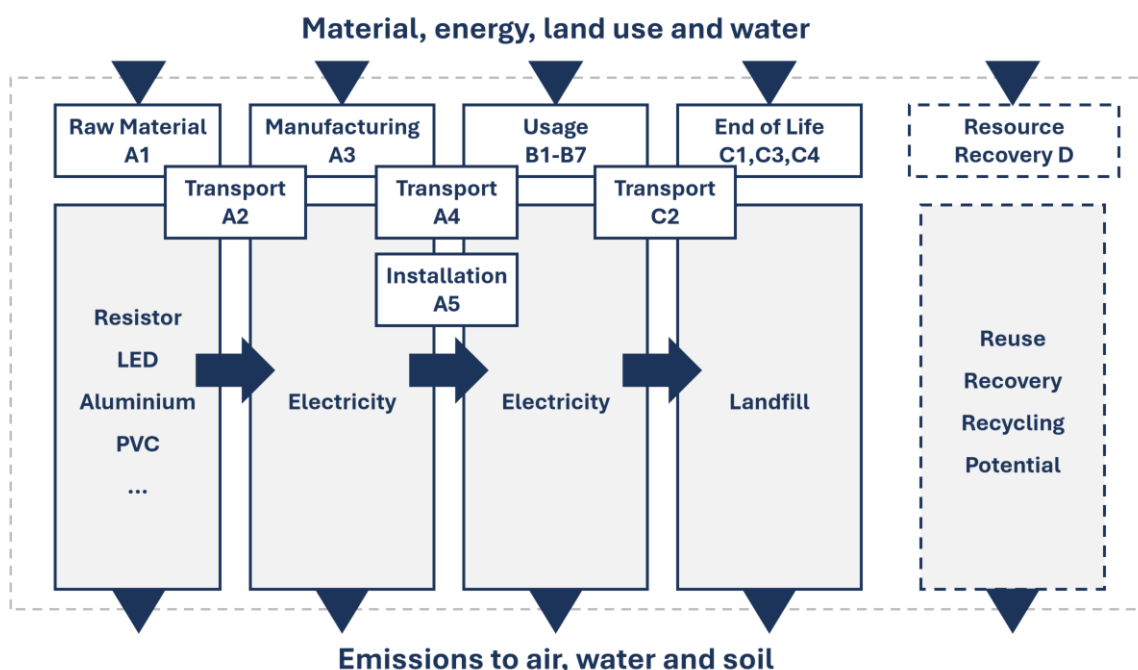 Material, energy, land use and water
Raw Material
A1
Manufacturing
A3
Usage
B1-B7
End of Life
C1,C3,C4
Resource
Recovery D
Transport
A2
Transport
A4
Transport
C2
Installation
A5
Resistor
LED
Aluminium
PVC
...
Electricity
Electricity
Landfill
Reuse
Recovery
Recycling
Potential
Emissions to air, water and soil